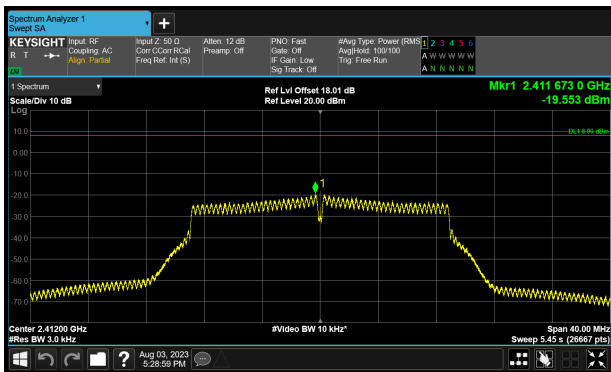 Spectrum Analyzer 1
Swept SA
+
KEYSIGHT Input: RF Input Z: 50 Ω Atten: 12 dB PNO: Fast #Avg Type: Power (RMS 1 2 3 4 5 6
R T Coupling: AC Corr CCorr RCal Preamp: Off Gate: Off Avg|Hold: 100/100 A W W W W W
Align: Partial Freq Ref: Int (S) IF Gain: Low Trig: Free Run
Sig Track: Off A N N N N N
1 Spectrum Ref Lvl Offset 18.01 dB Mkr1 2.411 673 0 GHz
Scale/Div 10 dB Ref Level 20.00 dBm -19.553 dBm
Log
10.0 DL1 8.00 dBm
0.00
-10.0
1
-20.0
-30.0
-40.0
-50.0
-60.0
-70.0
Center 2.41200 GHz #Video BW 10 kHz* Span 40.00 MHz
#Res BW 3.0 kHz Sweep 5.45 s (26667 pts)
? Aug 03, 2023
5:28:59 PM